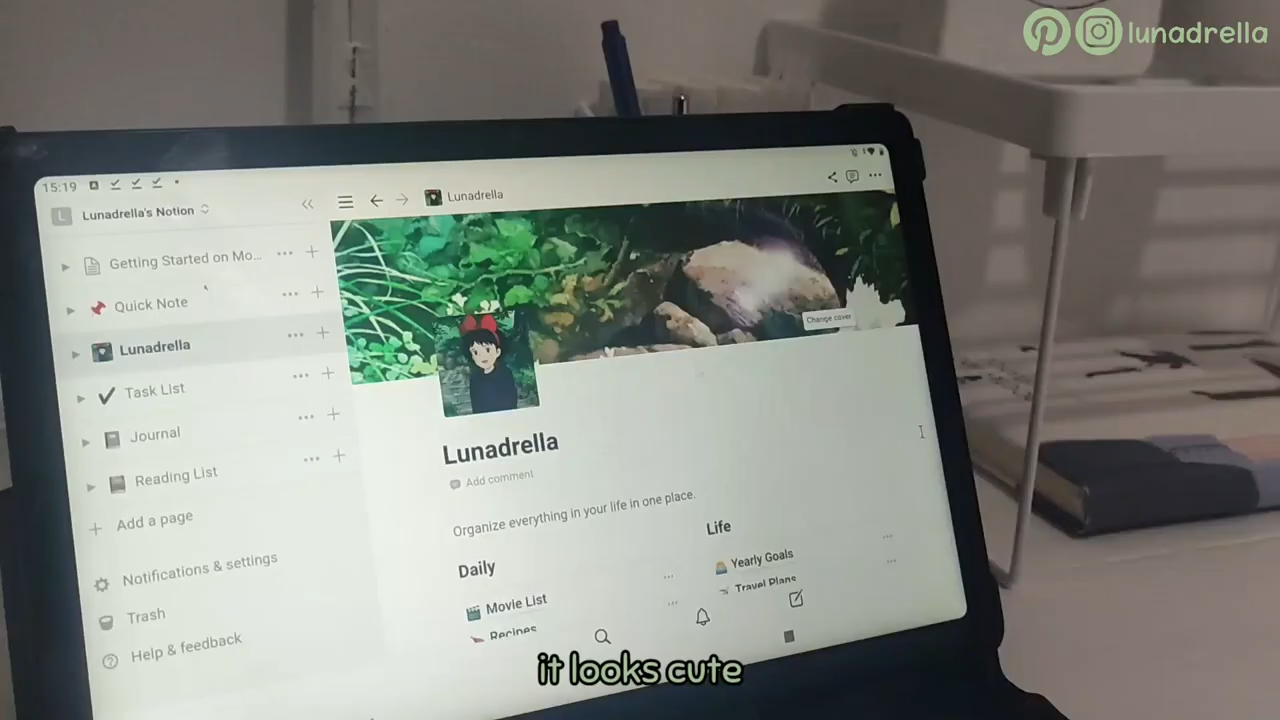 lunadrella
15:19
Lunadrella's Notion
Lunadrella
Getting Started on Mo...
Quick Note
Lunadrella
Task List
Journal
Reading List
Add a page
Notifications & settings
Trash
Help & feedback
Change cover
Lunadrella
Add comment
Organize everything in your life in one place.
Daily
Movie List
Recipes
Life
Yearly Goals
Travel Plans
it looks cute